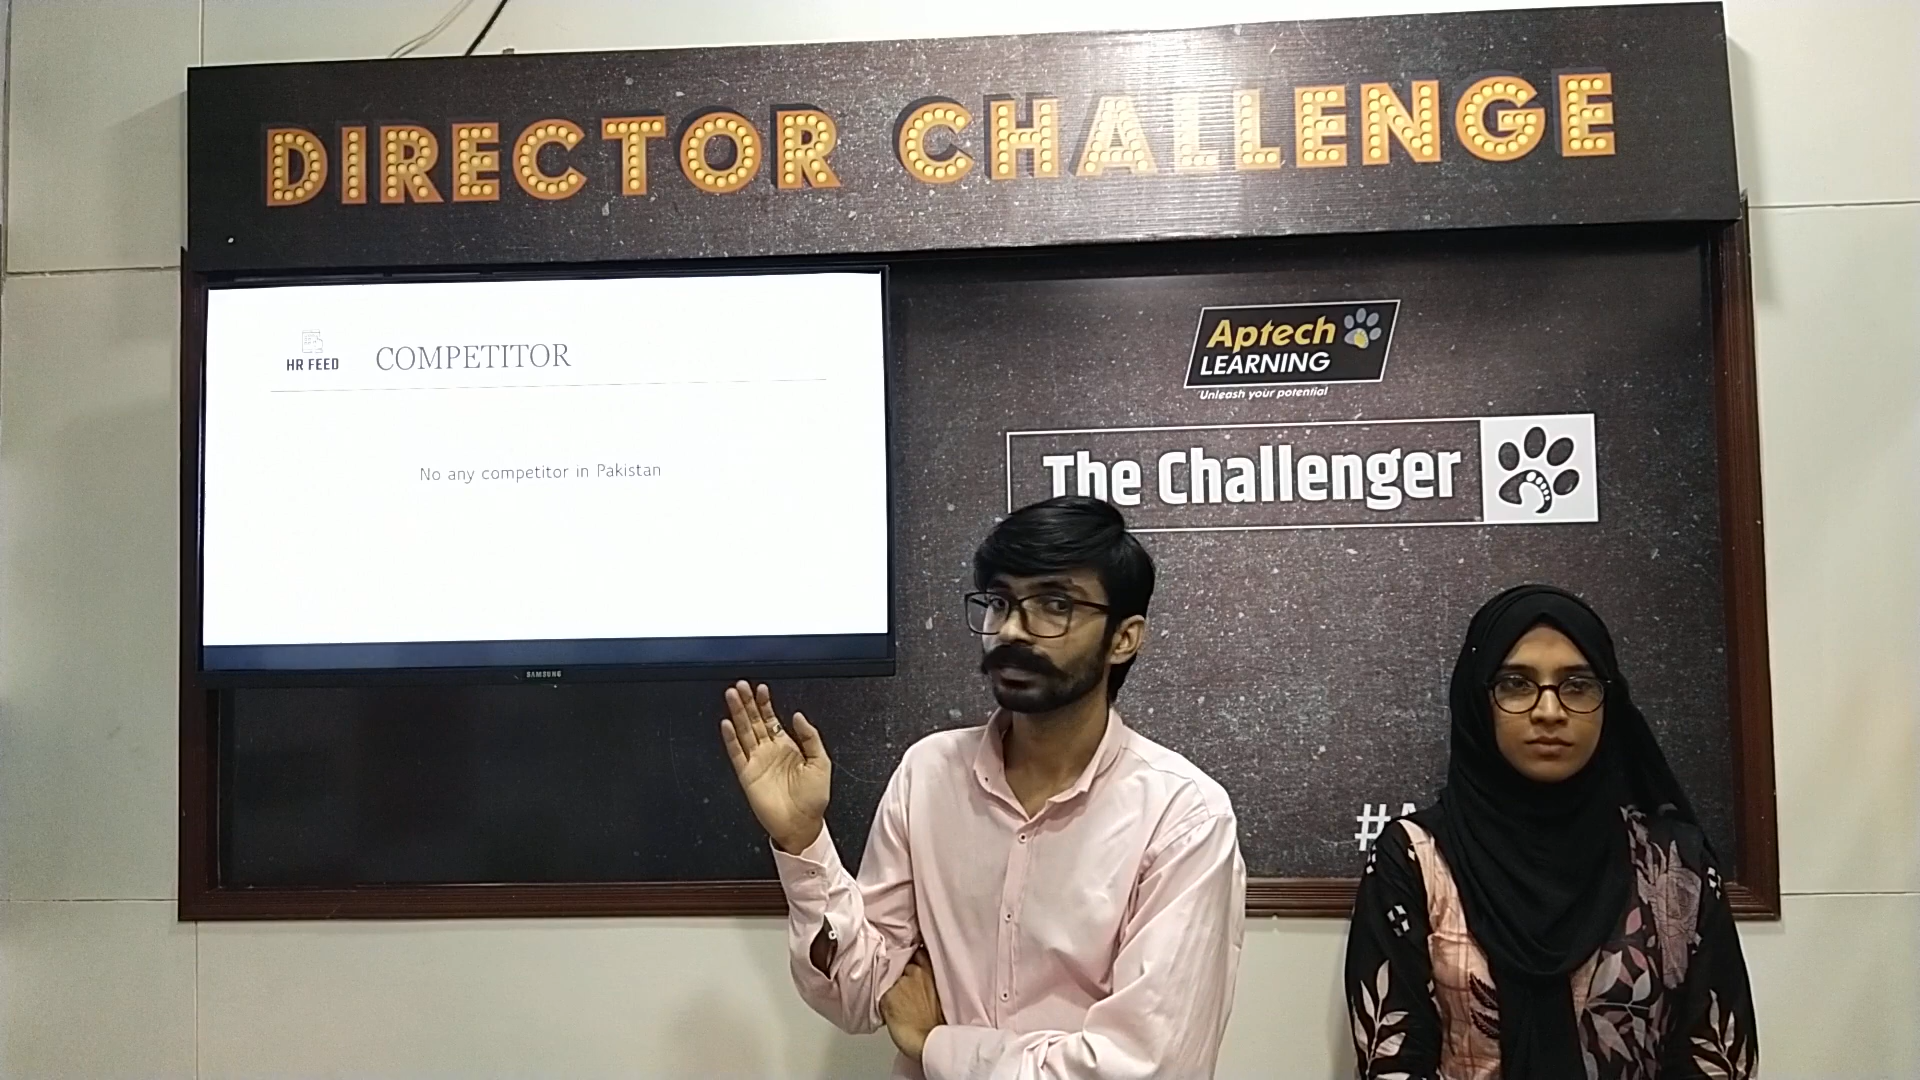 DIRECTOR CHALLENGE
HR FEED
COMPETITOR
No any competitor in Pakistan
SAMSUNG
Aptech
LEARNING
Unleash your potential
The Challenger